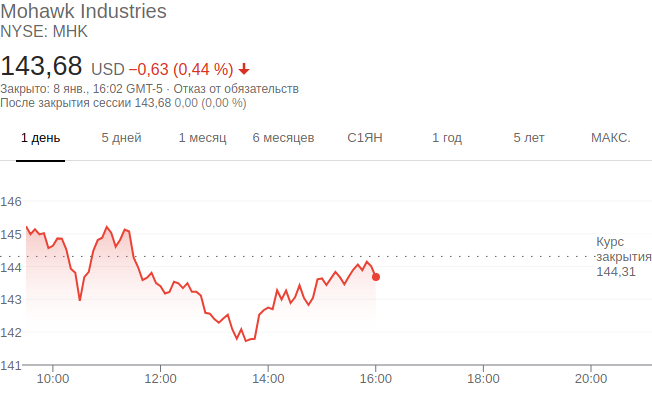 Mohawk Industries
NYSE: MHK
143,68 USD −0,63 (0,44 %)
Закрыто: 8 янв., 16:02 GMT-5 · Отказ от обязательств
После закрытия сессии 143,68 0,00 (0,00 %)
1 день 5 дней 1 месяц 6 месяцев С1ЯН 1 год 5 лет МАКС.
146
145
Курс
закрытия
144,31
144
143
142
141
10:00 12:00 14:00 16:00 18:00 20:00